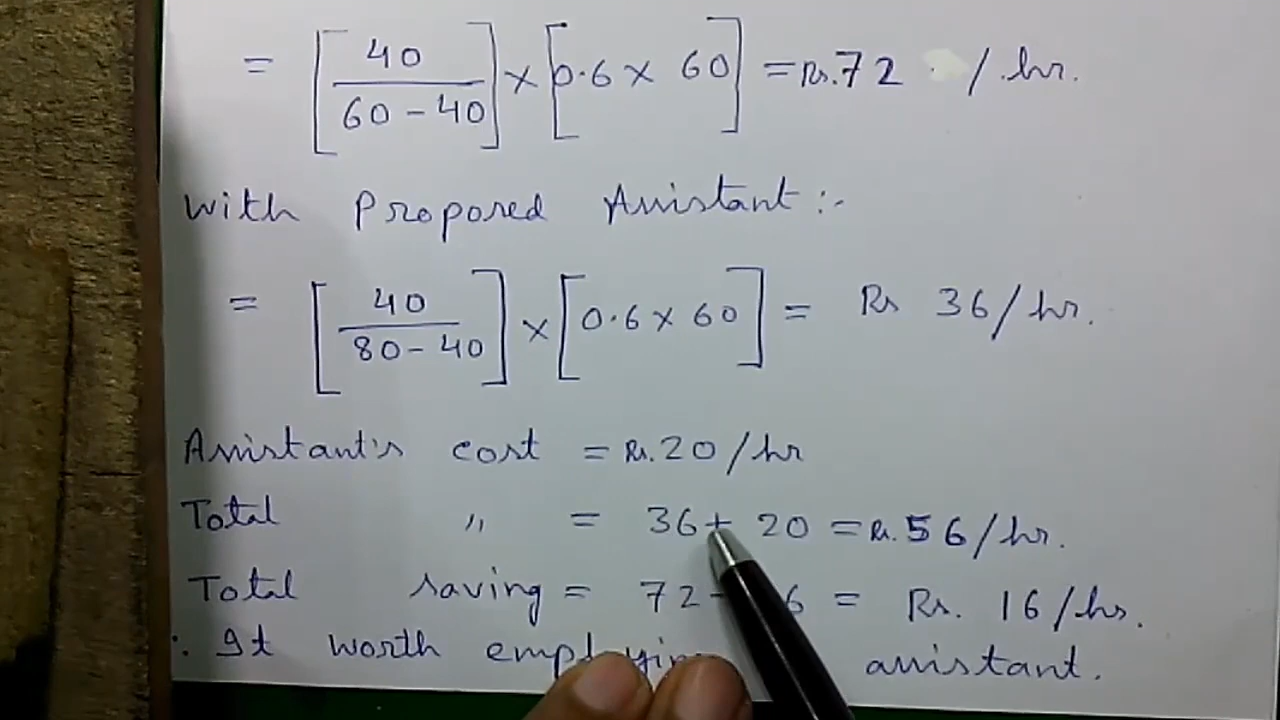 = [40 / 60 - 40] × [0.6 × 60] = Rs.72 /.hr.
With Proposed Assistant :-
= [40 / 80 - 40] × [0.6 × 60] = Rs 36/hr.
Assistant's cost = Rs.20/hr
Total " = 36 + 20 = Rs.56/hr.
Total saving = 72 - 6 = Rs. 16/hr.
∴ It worth assistant.